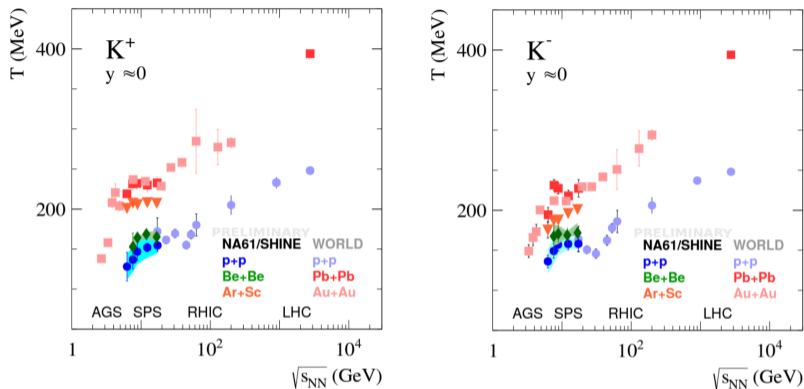 T (MeV)
400
200
K+
y ≈0
PRELIMINARY
NA61/SHINE WORLD
p+p p+p
Be+Be Pb+Pb
Ar+Sc Au+Au
AGS SPS RHIC LHC
1 10² 10⁴
√sNN (GeV)
T (MeV)
400
200
K-
y ≈0
PRELIMINARY
NA61/SHINE WORLD
p+p p+p
Be+Be Pb+Pb
Ar+Sc Au+Au
AGS SPS RHIC LHC
1 10² 10⁴
√sNN (GeV)